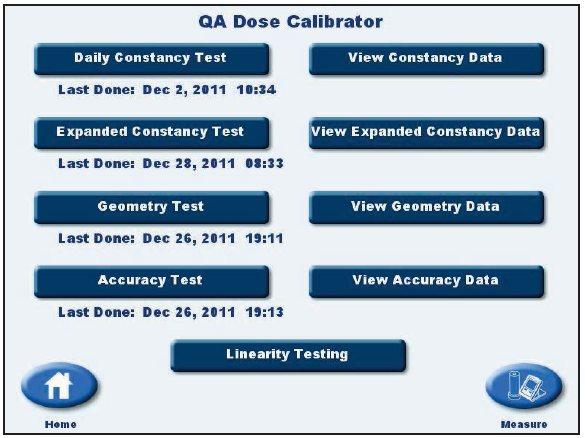 QA Dose Calibrator
Daily Constancy Test
View Constancy Data
Last Done: Dec 2, 2011 10:34
Expanded Constancy Test
View Expanded Constancy Data
Last Done: Dec 28, 2011 08:33
Geometry Test
View Geometry Data
Last Done: Dec 26, 2011 19:11
Accuracy Test
View Accuracy Data
Last Done: Dec 26, 2011 19:13
Linearity Testing
Home
Measure